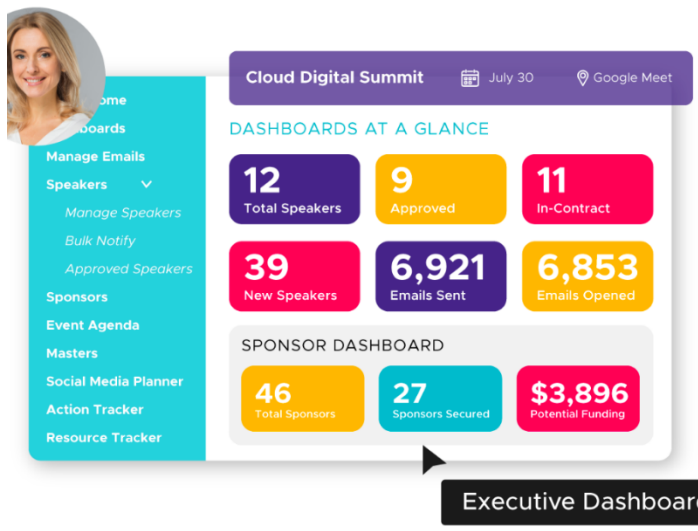 Cloud Digital Summit
July 30
Google Meet
Manage Emails
Speakers
Manage Speakers
Bulk Notify
Approved Speakers
Sponsors
Event Agenda
Masters
Social Media Planner
Action Tracker
Resource Tracker
DASHBOARDS AT A GLANCE
12
Total Speakers
9
Approved
11
In-Contract
39
New Speakers
6,921
Emails Sent
6,853
Emails Opened
SPONSOR DASHBOARD
46
Total Sponsors
27
Sponsors Secured
$3,896
Potential Funding
Executive